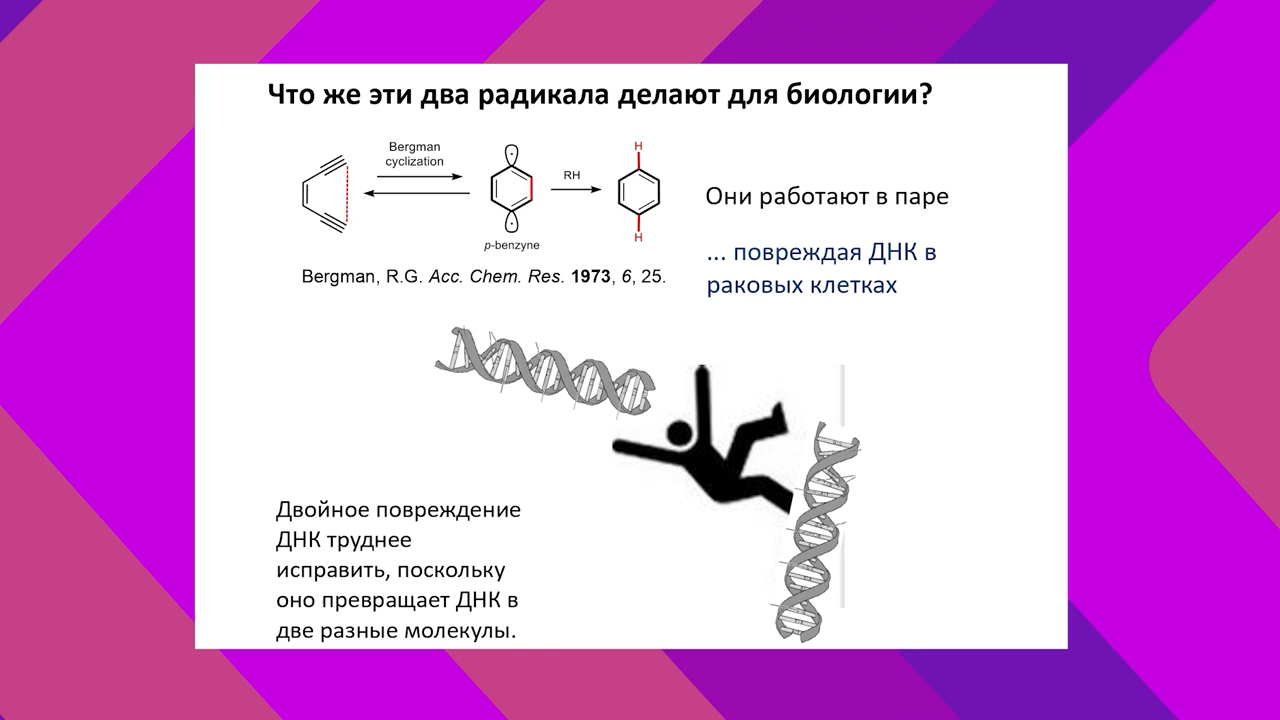 Что же эти два радикала делают для биологии?
Bergman
cyclization
RH
H
H
p-benzyne
Bergman, R.G. Acc. Chem. Res. 1973, 6, 25.
Они работают в паре
... повреждая ДНК в
раковых клетках
Двойное повреждение
ДНК труднее
исправить, поскольку
оно превращает ДНК в
две разные молекулы.